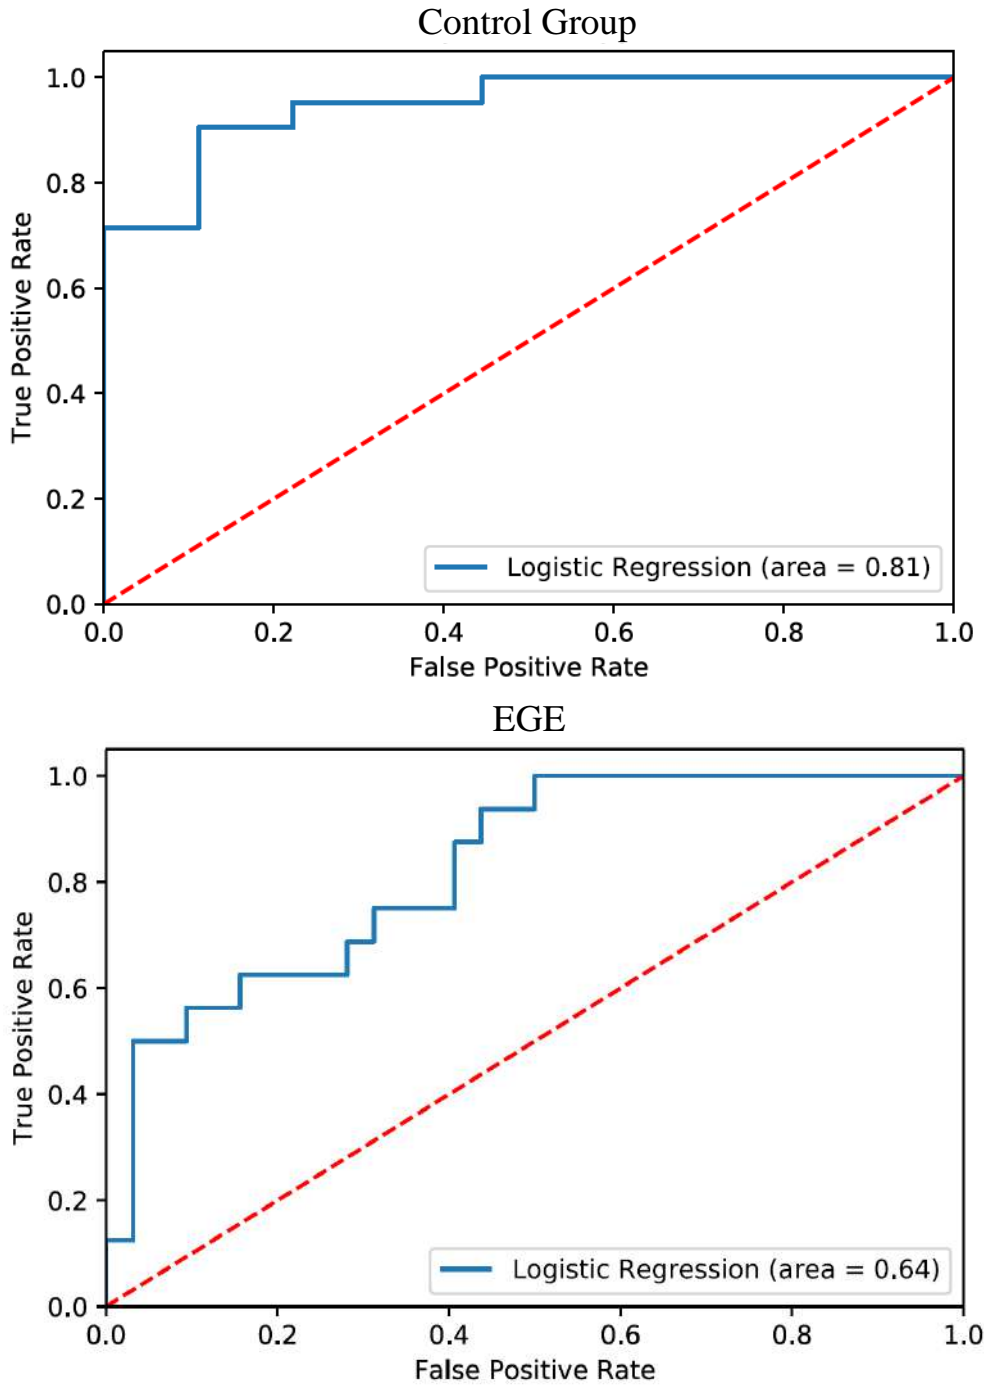 Control Group
1.0
0.8
0.6
0.4
0.2
0.0
True Positive Rate
Logistic Regression (area = 0.81)
0.0 0.2 0.4 0.6 0.8 1.0
False Positive Rate
EGE
1.0
0.8
0.6
0.4
0.2
0.0
True Positive Rate
Logistic Regression (area = 0.64)
0.0 0.2 0.4 0.6 0.8 1.0
False Positive Rate